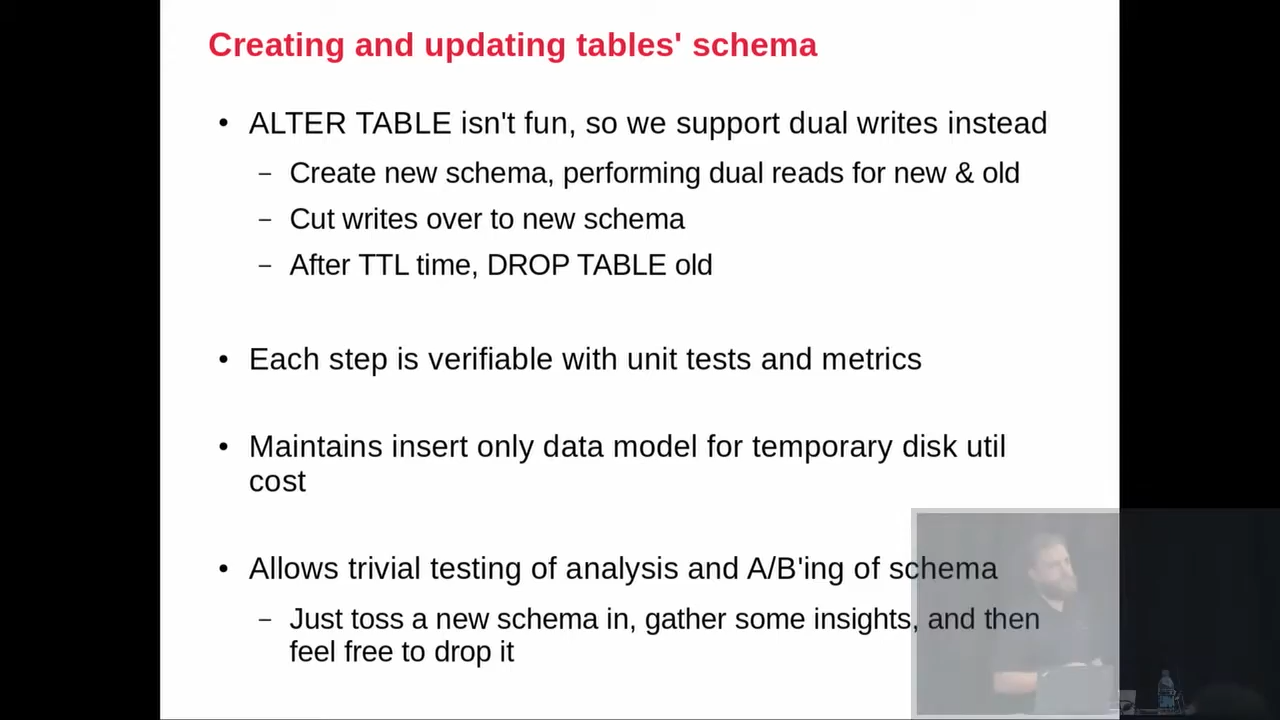 Creating and updating tables' schema
• ALTER TABLE isn't fun, so we support dual writes instead
– Create new schema, performing dual reads for new & old
– Cut writes over to new schema
– After TTL time, DROP TABLE old
• Each step is verifiable with unit tests and metrics
• Maintains insert only data model for temporary disk util
cost
• Allows trivial testing of analysis and A/B'ing of schema
– Just toss a new schema in, gather some insights, and then
feel free to drop it